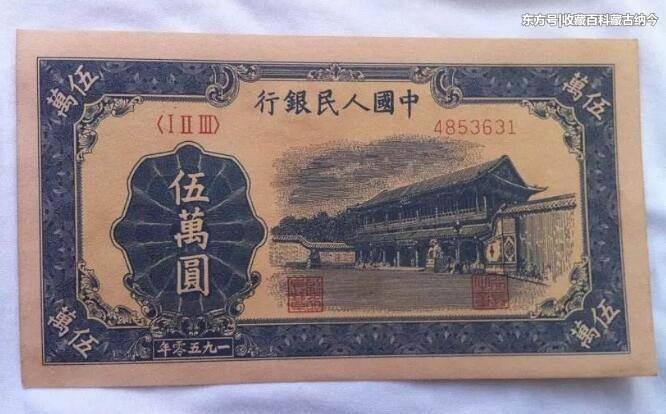 东方号|收藏百科藏古纳今
伍萬
伍萬
中國人民銀行
〈I II III〉
4853631
伍萬圓
伍萬
伍萬
一九五零年